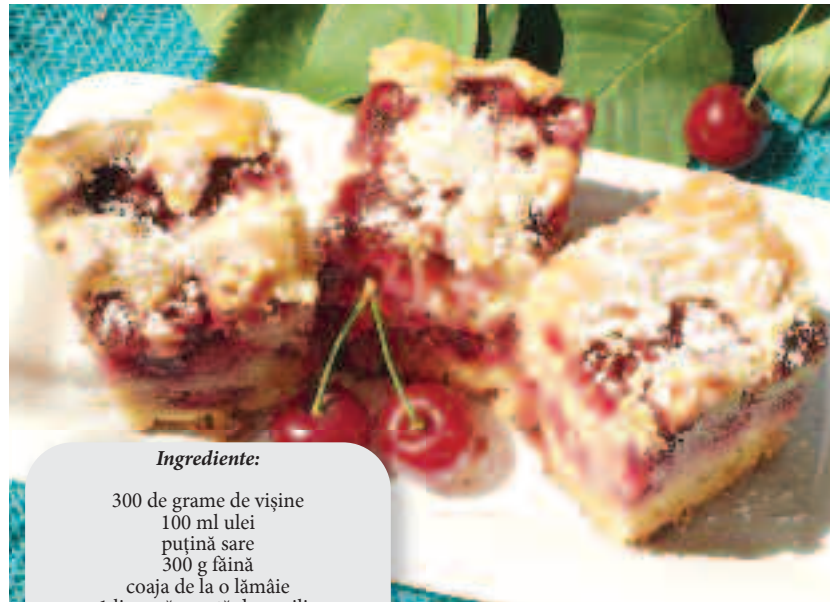 Ingrediente:
300 de grame de vișine
100 ml ulei
puțină sare
300 g făină
coaja de la o lămâie